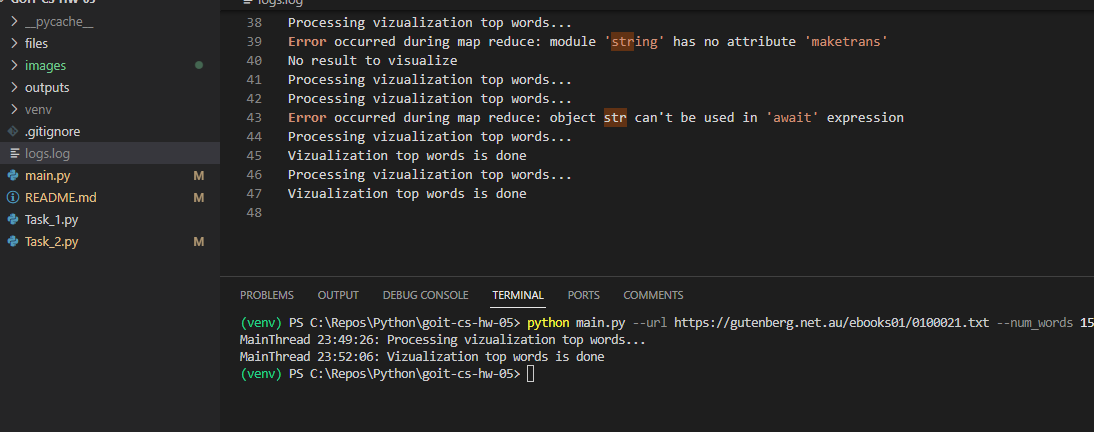 goit-cs-hw-05
__pycache__
files
images
outputs
venv
.gitignore
logs.log
main.py M
README.md M
Task_1.py
Task_2.py M
logs.log
38 Processing vizualization top words...
39 Error occurred during map reduce: module 'string' has no attribute 'maketrans'
40 No result to visualize
41 Processing vizualization top words...
42 Processing vizualization top words...
43 Error occurred during map reduce: object str can't be used in 'await' expression
44 Processing vizualization top words...
45 Vizualization top words is done
46 Processing vizualization top words...
47 Vizualization top words is done
48
PROBLEMS OUTPUT DEBUG CONSOLE TERMINAL PORTS COMMENTS
(venv) PS C:\Repos\Python\goit-cs-hw-05> python main.py --url https://gutenberg.net.au/ebooks01/0100021.txt --num_words 15
MainThread 23:49:26: Processing vizualization top words...
MainThread 23:52:06: Vizualization top words is done
(venv) PS C:\Repos\Python\goit-cs-hw-05>